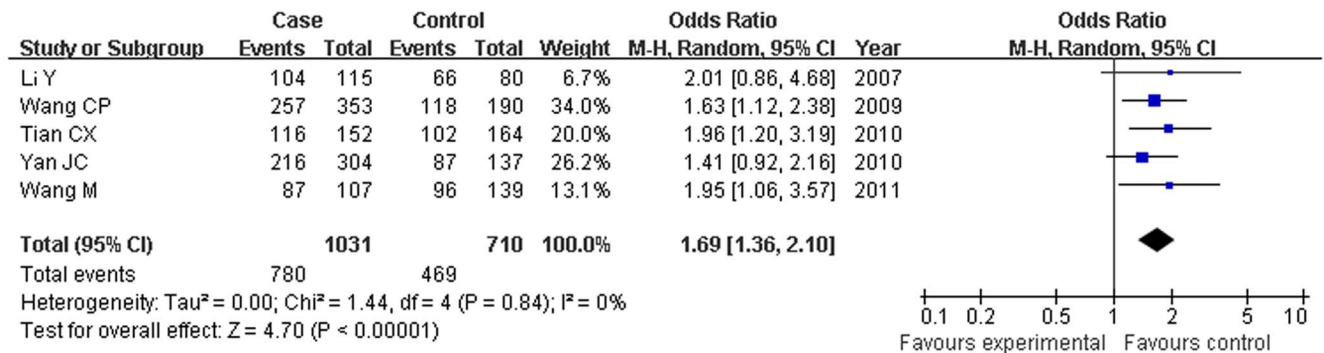 Case Control Odds Ratio Odds Ratio
Study or Subgroup Events Total Events Total Weight M-H, Random, 95% CI Year M-H, Random, 95% CI
Li Y 104 115 66 80 6.7% 2.01 [0.86, 4.68] 2007
Wang CP 257 353 118 190 34.0% 1.63 [1.12, 2.38] 2009
Tian CX 116 152 102 164 20.0% 1.96 [1.20, 3.19] 2010
Yan JC 216 304 87 137 26.2% 1.41 [0.92, 2.16] 2010
Wang M 87 107 96 139 13.1% 1.95 [1.06, 3.57] 2011
Total (95% CI) 1031 710 100.0% 1.69 [1.36, 2.10]
Total events 780 469
Heterogeneity: Tau² = 0.00; Chi² = 1.44, df = 4 (P = 0.84); I² = 0%
Test for overall effect: Z = 4.70 (P < 0.00001)
0.1 0.2 0.5 1 2 5 10
Favours experimental Favours control